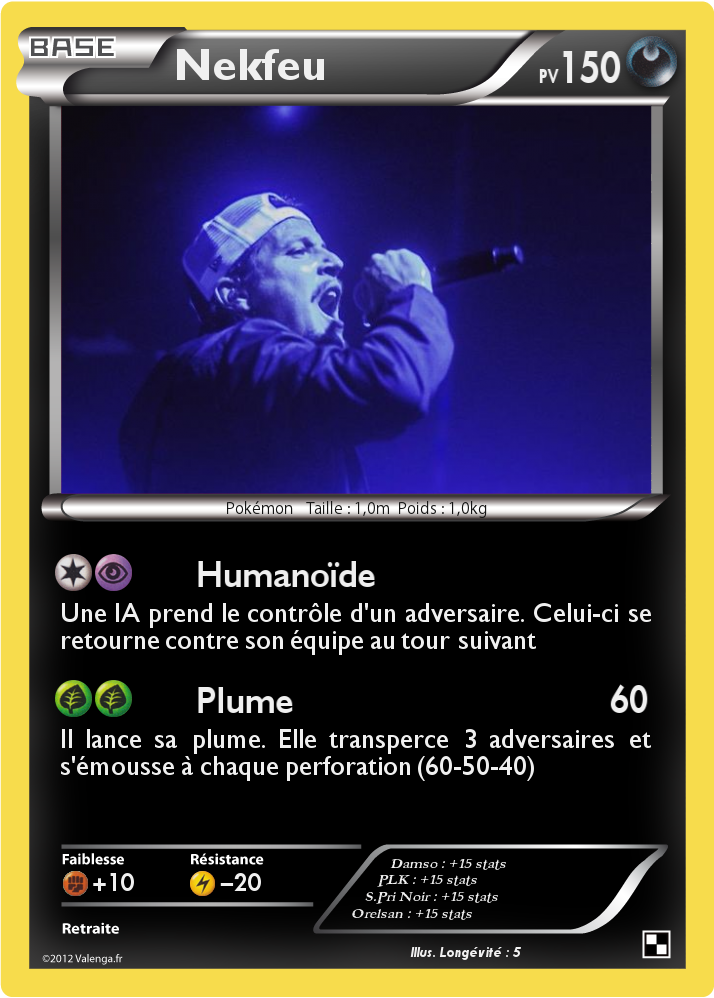 BASE
Nekfeu
PV 150
Pokémon Taille : 1,0m Poids : 1,0kg
Humanoïde
Une IA prend le contrôle d'un adversaire. Celui-ci se
retourne contre son équipe au tour suivant
Plume 60
Il lance sa plume. Elle transperce 3 adversaires et
s'émousse à chaque perforation (60-50-40)
Faiblesse Résistance
+10 –20
Damso : +15 stats
PLK : +15 stats
S.Pri Noir : +15 stats
Orelsan : +15 stats
Retraite
Illus. Longévité : 5
©2012 Valenga.fr